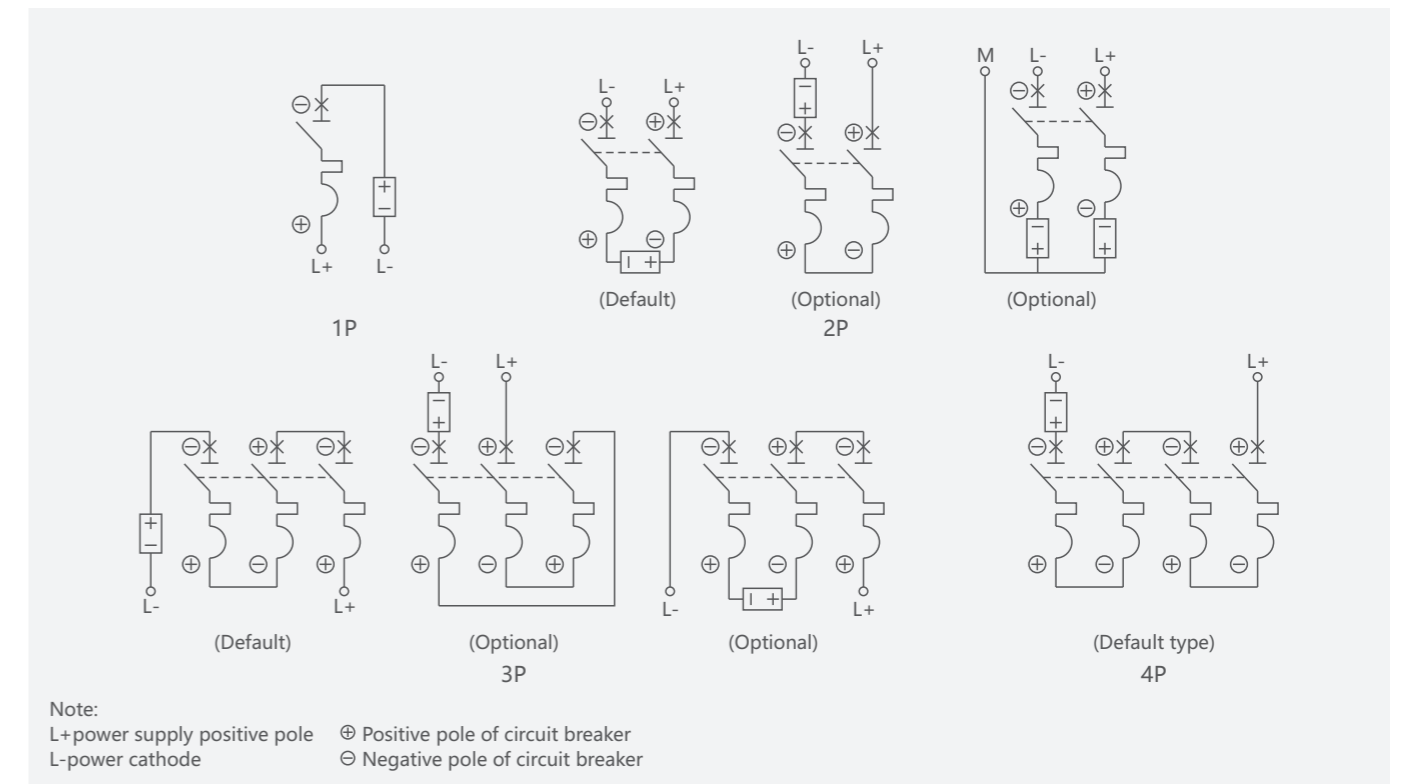 L- L+
M L- L+
L- L+
⊖ ⊖ ⊕ ⊖ ⊕ ⊖ ⊕
− +
+ −
⊕ ⊕ ⊖ ⊕ ⊖ ⊕ ⊖
− + − + − +
L+ L-
(Default) (Optional) (Optional)
1P 2P
L- L+ L- L+
− + − +
⊖ ⊕ ⊖ ⊖ ⊕ ⊖ ⊖ ⊕ ⊖ ⊖ ⊕ ⊖ ⊕
+ −
⊕ ⊖ ⊕ ⊕ ⊖ ⊕ ⊕ ⊖ ⊕ ⊕ ⊖ ⊕ ⊖
− +
L- L+ L- L+
(Default) (Optional) (Optional) (Default type)
3P 4P
Note:
L+power supply positive pole ⊕ Positive pole of circuit breaker
L-power cathode ⊖ Negative pole of circuit breaker